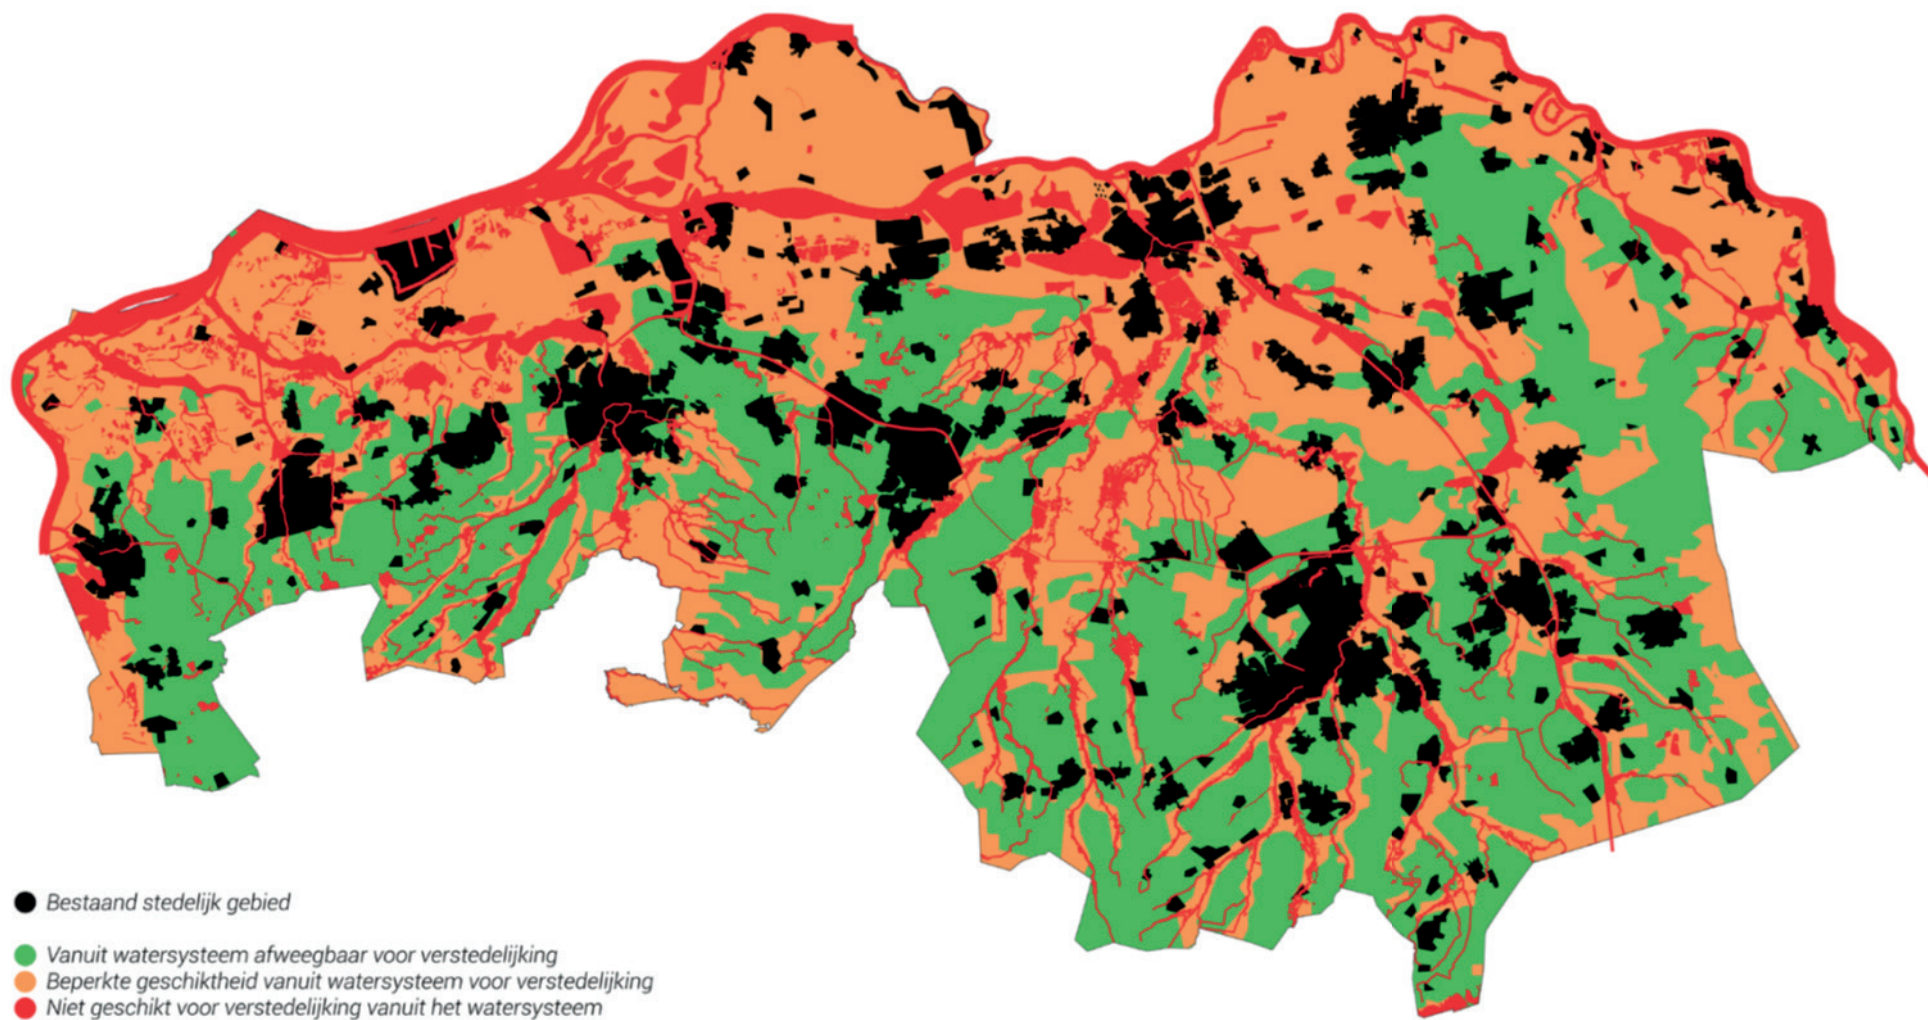 Bestaand stedelijk gebied
Vanuit watersysteem afweegbaar voor verstedelijking
Beperkte geschiktheid vanuit watersysteem voor verstedelijking
Niet geschikt voor verstedelijking vanuit het watersysteem